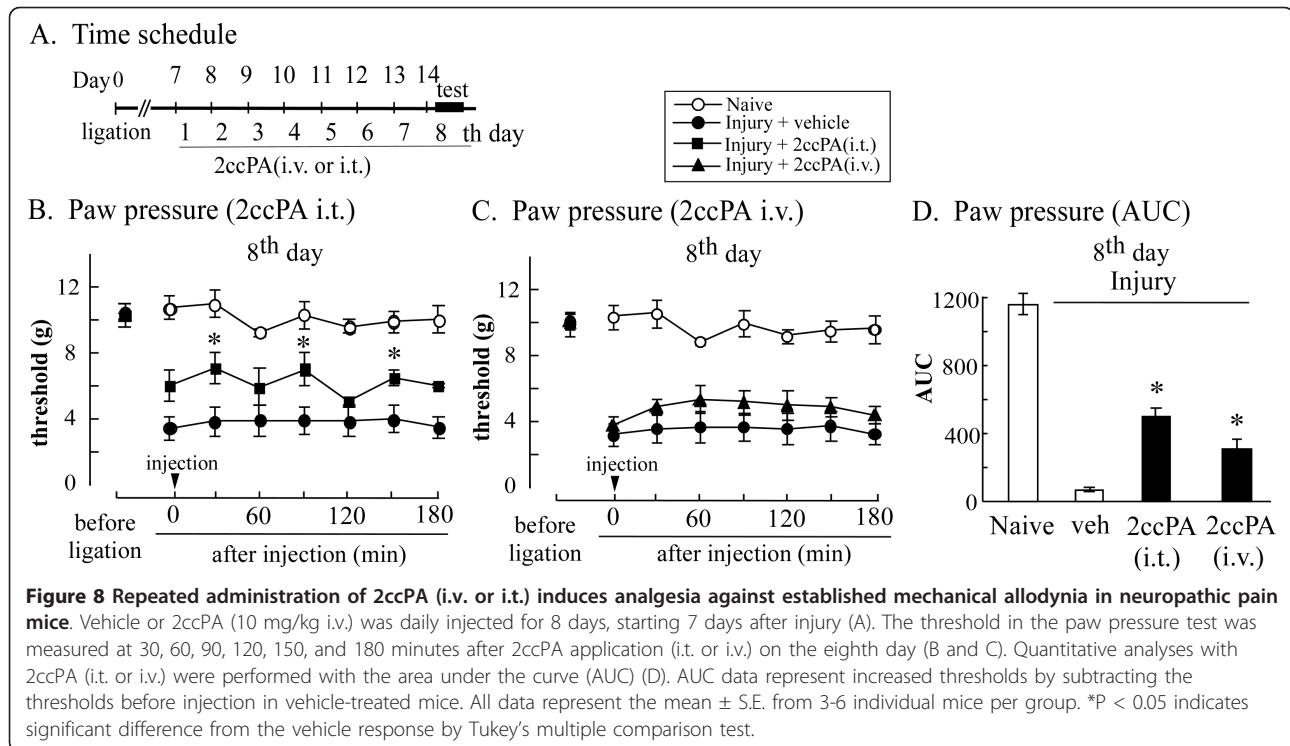 A. Time schedule
Day 0 7 8 9 10 11 12 13 14
test
ligation 1 2 3 4 5 6 7 8 th day
2ccPA(i.v. or i.t.)
Naive
Injury + vehicle
Injury + 2ccPA(i.t.)
Injury + 2ccPA(i.v.)
B. Paw pressure (2ccPA i.t.)
8th day
threshold (g)
12
8
4
0
* * *
injection
before ligation
0 60 120 180
after injection (min)
C. Paw pressure (2ccPA i.v.)
8th day
threshold (g)
12
8
4
0
injection
before ligation
0 60 120 180
after injection (min)
D. Paw pressure (AUC)
8th day
Injury
AUC
1200
800
400
0
* *
Naive veh 2ccPA (i.t.) 2ccPA (i.v.)
Figure 8 Repeated administration of 2ccPA (i.v. or i.t.) induces analgesia against established mechanical allodynia in neuropathic pain
mice. Vehicle or 2ccPA (10 mg/kg i.v.) was daily injected for 8 days, starting 7 days after injury (A). The threshold in the paw pressure test was
measured at 30, 60, 90, 120, 150, and 180 minutes after 2ccPA application (i.t. or i.v.) on the eighth day (B and C). Quantitative analyses with
2ccPA (i.t. or i.v.) were performed with the area under the curve (AUC) (D). AUC data represent increased thresholds by subtracting the
thresholds before injection in vehicle-treated mice. All data represent the mean ± S.E. from 3-6 individual mice per group. *P < 0.05 indicates
significant difference from the vehicle response by Tukey's multiple comparison test.